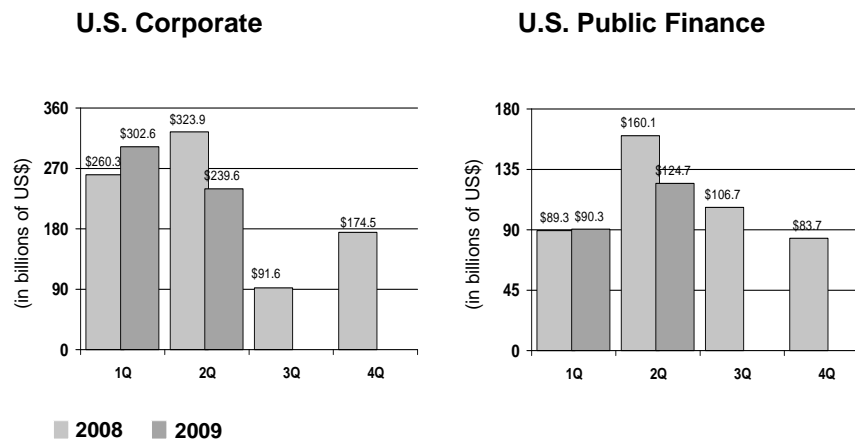 U.S. Corporate
(in billions of US$)
360
270
180
90
0
$260.3
$302.6
$323.9
$239.6
$91.6
$174.5
1Q
2Q
3Q
4Q
U.S. Public Finance
(in billions of US$)
180
135
90
45
0
$89.3
$90.3
$160.1
$124.7
$106.7
$83.7
1Q
2Q
3Q
4Q
2008
2009